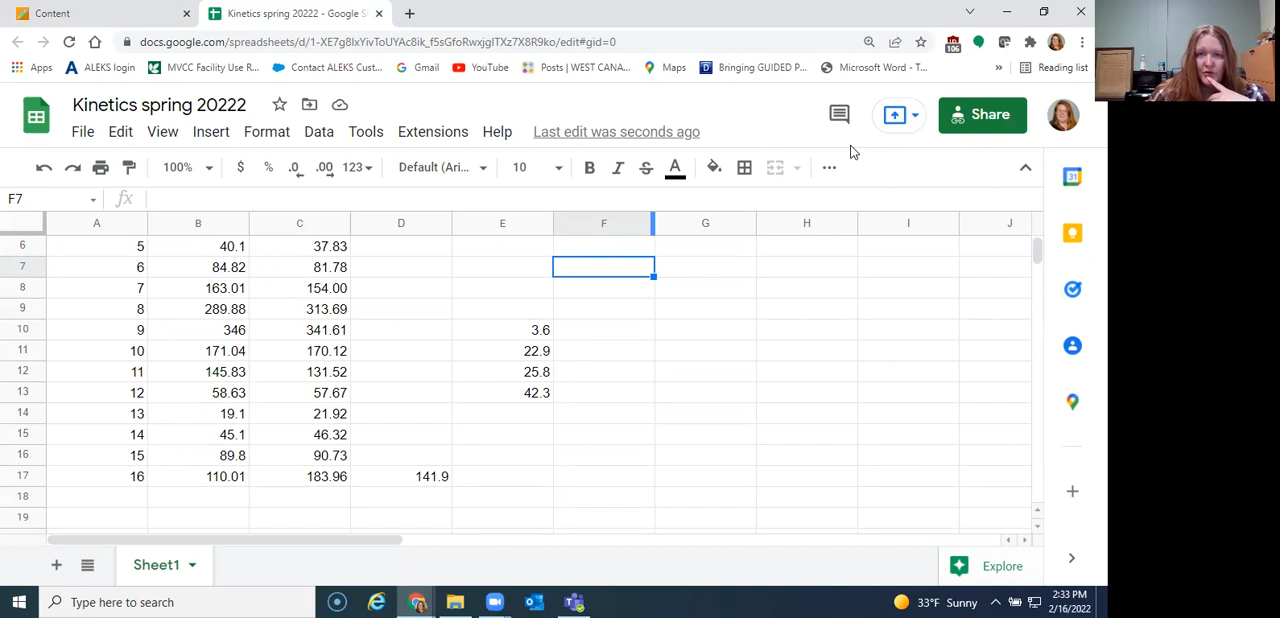 Content
Kinetics spring 20222 - Google S
docs.google.com/spreadsheets/d/1-XE7g8IxYivToUYAc8ik_f5sGfoRwxjgITXz7X8R9ko/edit#gid=0
106
Apps ALEKS login MVCC Facility Use R... Contact ALEKS Cust... Gmail YouTube Posts | WEST CANA... Maps Bringing GUIDED P... Microsoft Word - T... » Reading list
Kinetics spring 20222
Share
File Edit View Insert Format Data Tools Extensions Help Last edit was seconds ago
100% $ % .0 .00 123 Default (Ari... 10 B I S A
31
F7 fx
A B C D E F G H I J
6 5 40.1 37.83
7 6 84.82 81.78
8 7 163.01 154.00
9 8 289.88 313.69
10 9 346 341.61 3.6
11 10 171.04 170.12 22.9
12 11 145.83 131.52 25.8
13 12 58.63 57.67 42.3
14 13 19.1 21.92
15 14 45.1 46.32
16 15 89.8 90.73
17 16 110.01 183.96 141.9
18
19
Sheet1
Explore
Type here to search
33°F Sunny
2:33 PM
2/16/2022